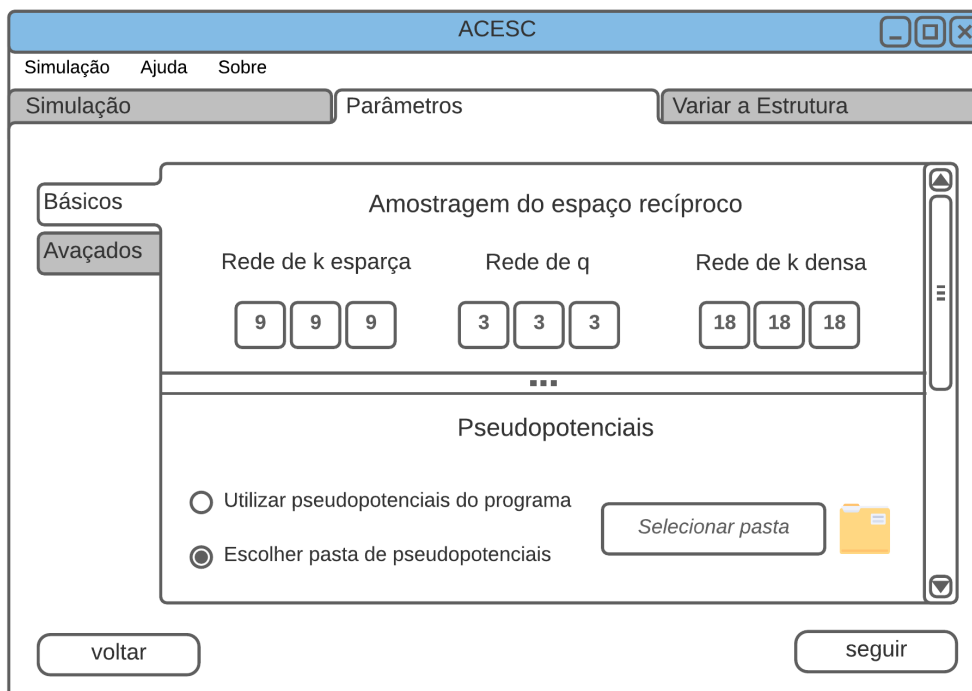 ACESC
Simulação Ajuda Sobre
Simulação Parâmetros Variar a Estrutura
Básicos
Avaçados
Amostragem do espaço recíproco
Rede de k esparça Rede de q Rede de k densa
9 9 9 3 3 3 18 18 18
Pseudopotenciais
Utilizar pseudopotenciais do programa
Selecionar pasta
Escolher pasta de pseudopotenciais
voltar seguir